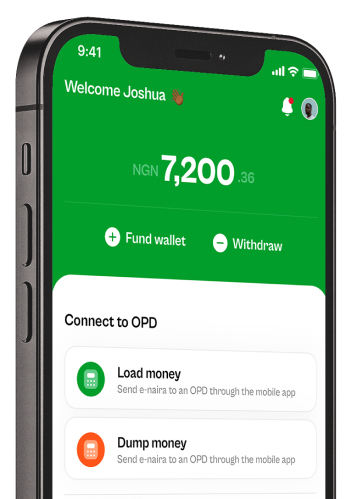 9:41
Welcome Joshua 👋🏾
NGN 7,200.36
Fund wallet
Withdraw
Connect to OPD
Load money
Send e-naira to an OPD through the mobile app
Dump money
Send e-naira to an OPD through the mobile app